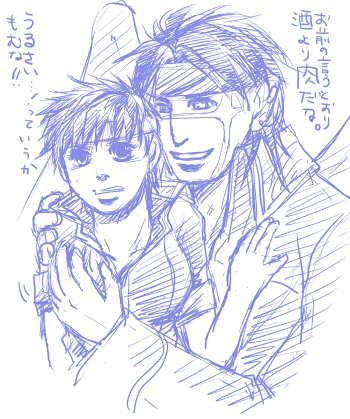 お前の言うとおり
酒より肉だな。
うるさい…!っていうか
もむな!!